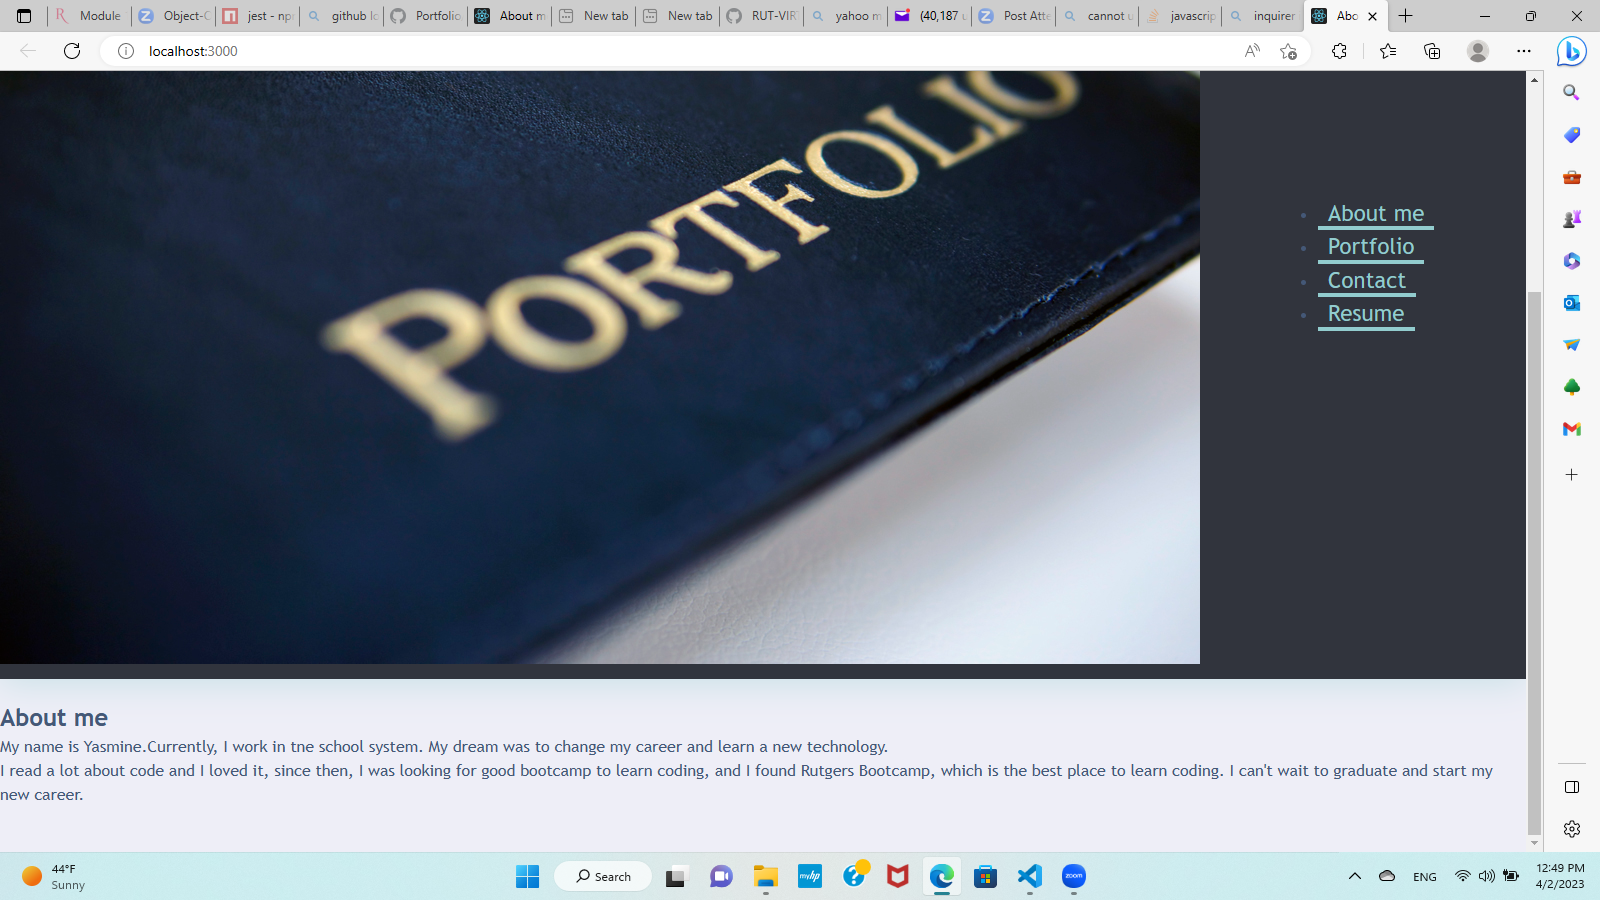 Module
Object-C
jest - np
github lo
Portfolio
About m
New tab
New tab
RUT-VIR
yahoo m
(40,187 u
Post Atte
cannot u
javascrip
inquirer
Abo
localhost:3000
PORTFOLIO
About me
Portfolio
Contact
Resume
About me
My name is Yasmine.Currently, I work in tne school system. My dream was to change my career and learn a new technology.
I read a lot about code and I loved it, since then, I was looking for good bootcamp to learn coding, and I found Rutgers Bootcamp, which is the best place to learn coding. I can't wait to graduate and start my
new career.
44°F
Sunny
Search
myhp
zoom
ENG
12:49 PM
4/2/2023